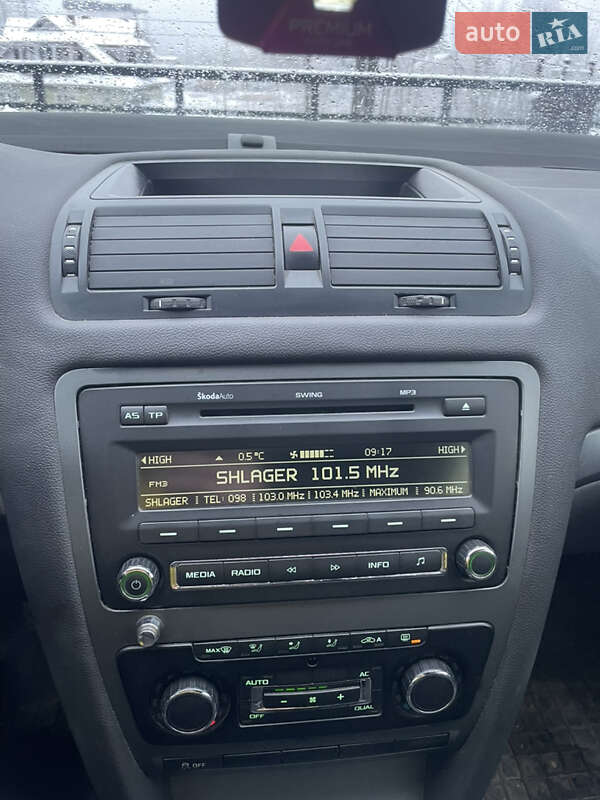 PREMIUM
auto RIA
ŠkodaAuto SWING MP3
AS TP
HIGH 0.5°C 09:17 HIGH
FM3 SHLAGER 101.5 MHz
SHLAGER TEL: 098 103.0 MHz 103.4 MHz MAXIMUM 90.6 MHz
MEDIA RADIO INFO
MAX A
AUTO AC
OFF DUAL
OFF